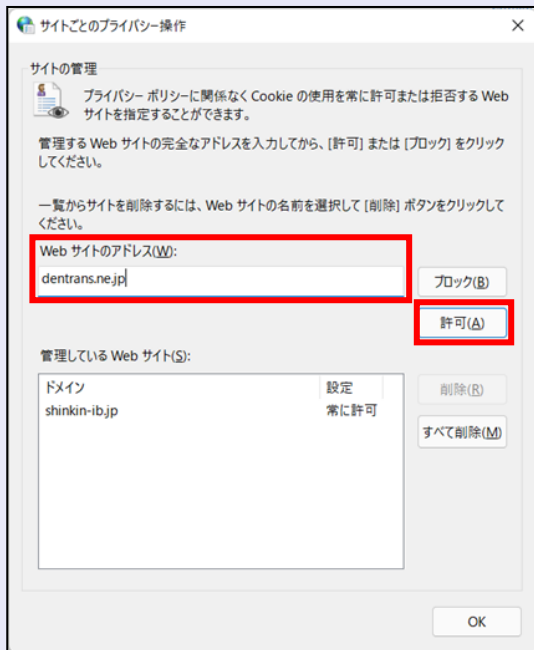 サイトごとのプライバシー操作
サイトの管理
プライバシー ポリシーに関係なく Cookie の使用を常に許可または拒否する Web
サイトを指定することができます。
管理する Web サイトの完全なアドレスを入力してから、[許可] または [ブロック] をクリック
してください。
一覧からサイトを削除するには、Web サイトの名前を選択して [削除] ボタンをクリックして
ください。
Web サイトのアドレス(W):
dentrans.ne.jp
ブロック(B)
許可(A)
管理している Web サイト(S):
ドメイン 設定
shinkin-ib.jp 常に許可
削除(R)
すべて削除(M)
OK